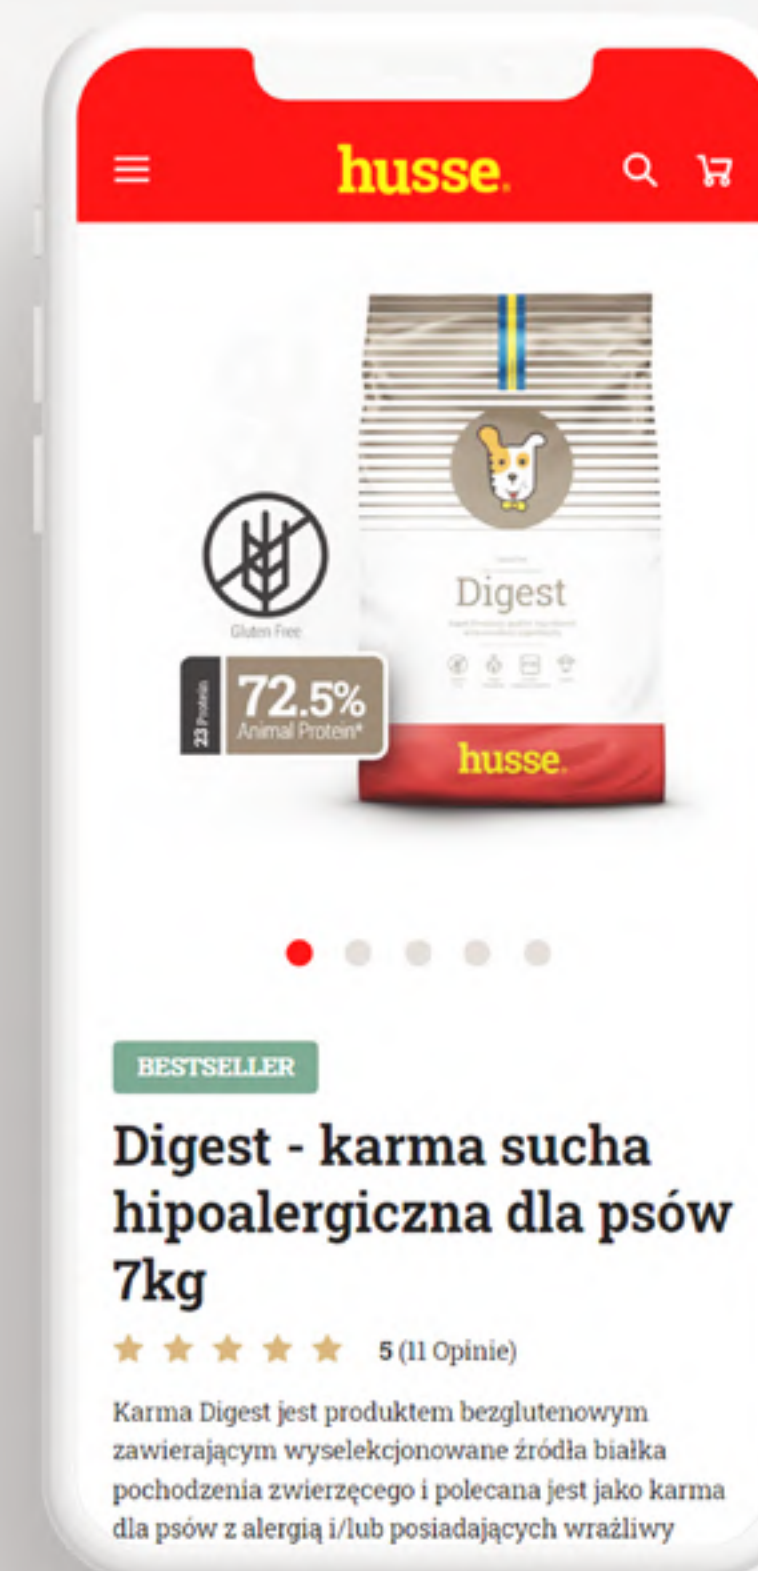 husse.
Gluten Free
23 Protein
72.5%
Animal Protein*
Digest
husse.
BESTSELLER
Digest - karma sucha
hipoalergiczna dla psów
7kg
5 (11 Opinie)
Karma Digest jest produktem bezglutenowym
zawierającym wyselekcjonowane źródła białka
pochodzenia zwierzęcego i polecana jest jako karma
dla psów z alergią i/lub posiadających wrażliwy